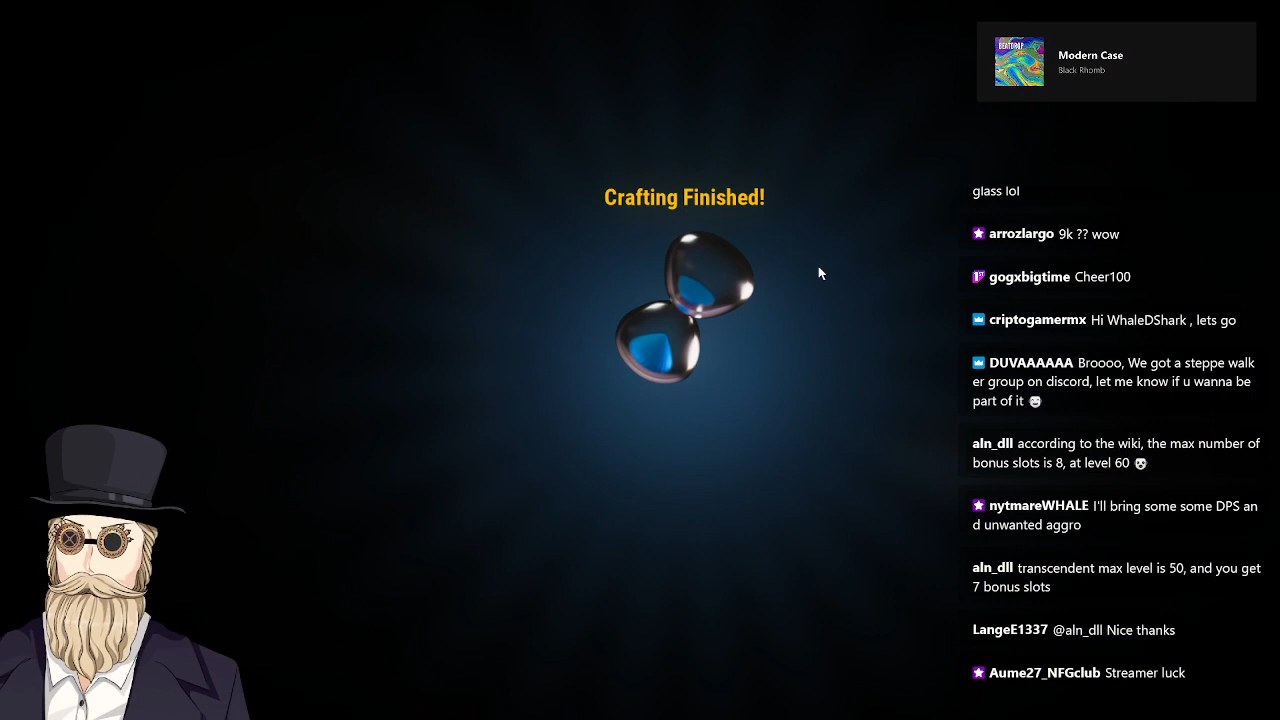 BEATDROP
Modern Case
Black Rhomb
Crafting Finished!
glass lol
arrozlargo 9k ?? wow
gogxbigtime Cheer100
criptogamermx Hi WhaleDShark , lets go
DUVAAAAAA Broooo, We got a steppe walk
er group on discord, let me know if u wanna be
part of it
aln_dll according to the wiki, the max number of
bonus slots is 8, at level 60
nytmareWHALE I'll bring some some DPS an
d unwanted aggro
aln_dll transcendent max level is 50, and you get
7 bonus slots
LangeE1337 @aln_dll Nice thanks
Aume27_NFGclub Streamer luck